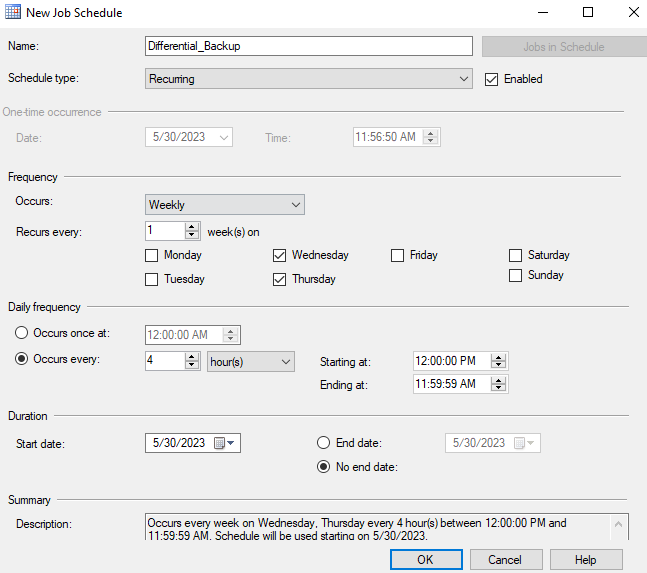 New Job Schedule
Name: Differential_Backup Jobs in Schedule
Schedule type: Recurring Enabled
One-time occurrence
Date: 5/30/2023 Time: 11:56:50 AM
Frequency
Occurs: Weekly
Recurs every: 1 week(s) on
Monday Wednesday Friday Saturday
Tuesday Thursday Sunday
Daily frequency
Occurs once at: 12:00:00 AM
Occurs every: 4 hour(s) Starting at: 12:00:00 PM
Ending at: 11:59:59 AM
Duration
Start date: 5/30/2023 End date: 5/30/2023
No end date:
Summary
Description: Occurs every week on Wednesday, Thursday every 4 hour(s) between 12:00:00 PM and
11:59:59 AM. Schedule will be used starting on 5/30/2023.
OK Cancel Help